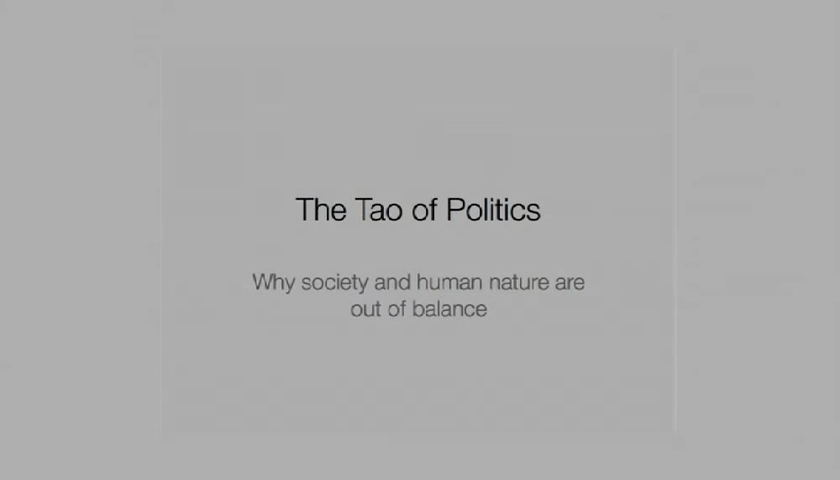 The Tao of Politics
Why society and human nature are
out of balance